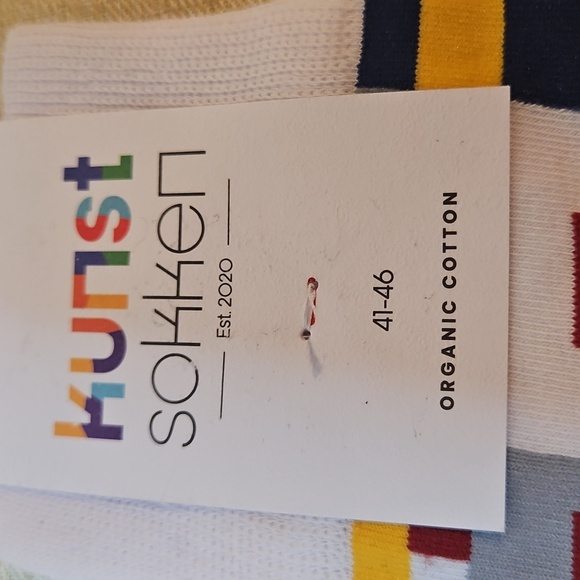 kunst
sokken
Est. 2020
41-46
ORGANIC COTTON